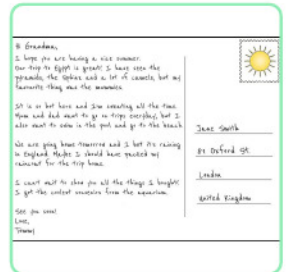 Hi Grandma,
I hope you are having a nice summer.
Our trip to Egypt is great! I have seen the
pyramids, the Sphinx and a lot of camels, but my
favourite thing was the mummies.
It is so hot here and I'm sweating all the time.
Mum and dad want to go on trips everyday, but I
also want to swim in the pool and go to the beach
We are going home tomorrow and I bet it's raining
in England. Maybe I should have packed my
raincoat for the trip home.
I can't wait to show you all the things I bought!
I got the coolest souvenirs from the aquarium.
See you soon!
Love,
Tommy
Jane Smith
Oxford St.
London
United Kingdom